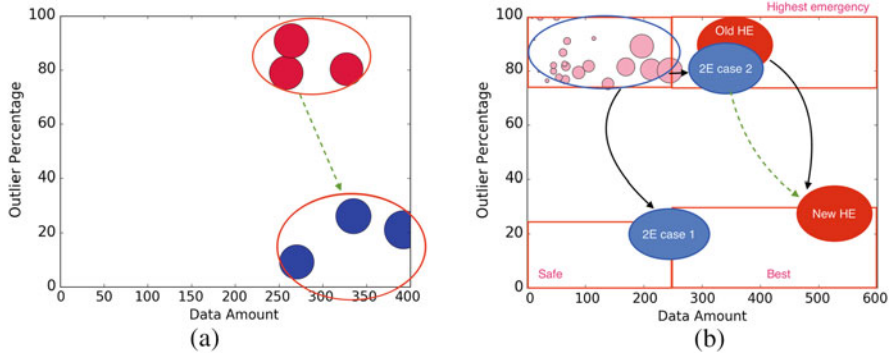 100
80
60
40
20
0
Outlier Percentage
0 50 100 150 200 250 300 350 400
Data Amount
(a)
Highest emergency
100
80
60
40
20
0
Outlier Percentage
Old HE
2E case 2
New HE
2E case 1
Safe
Best
0 100 200 300 400 500 600
Data Amount
(b)